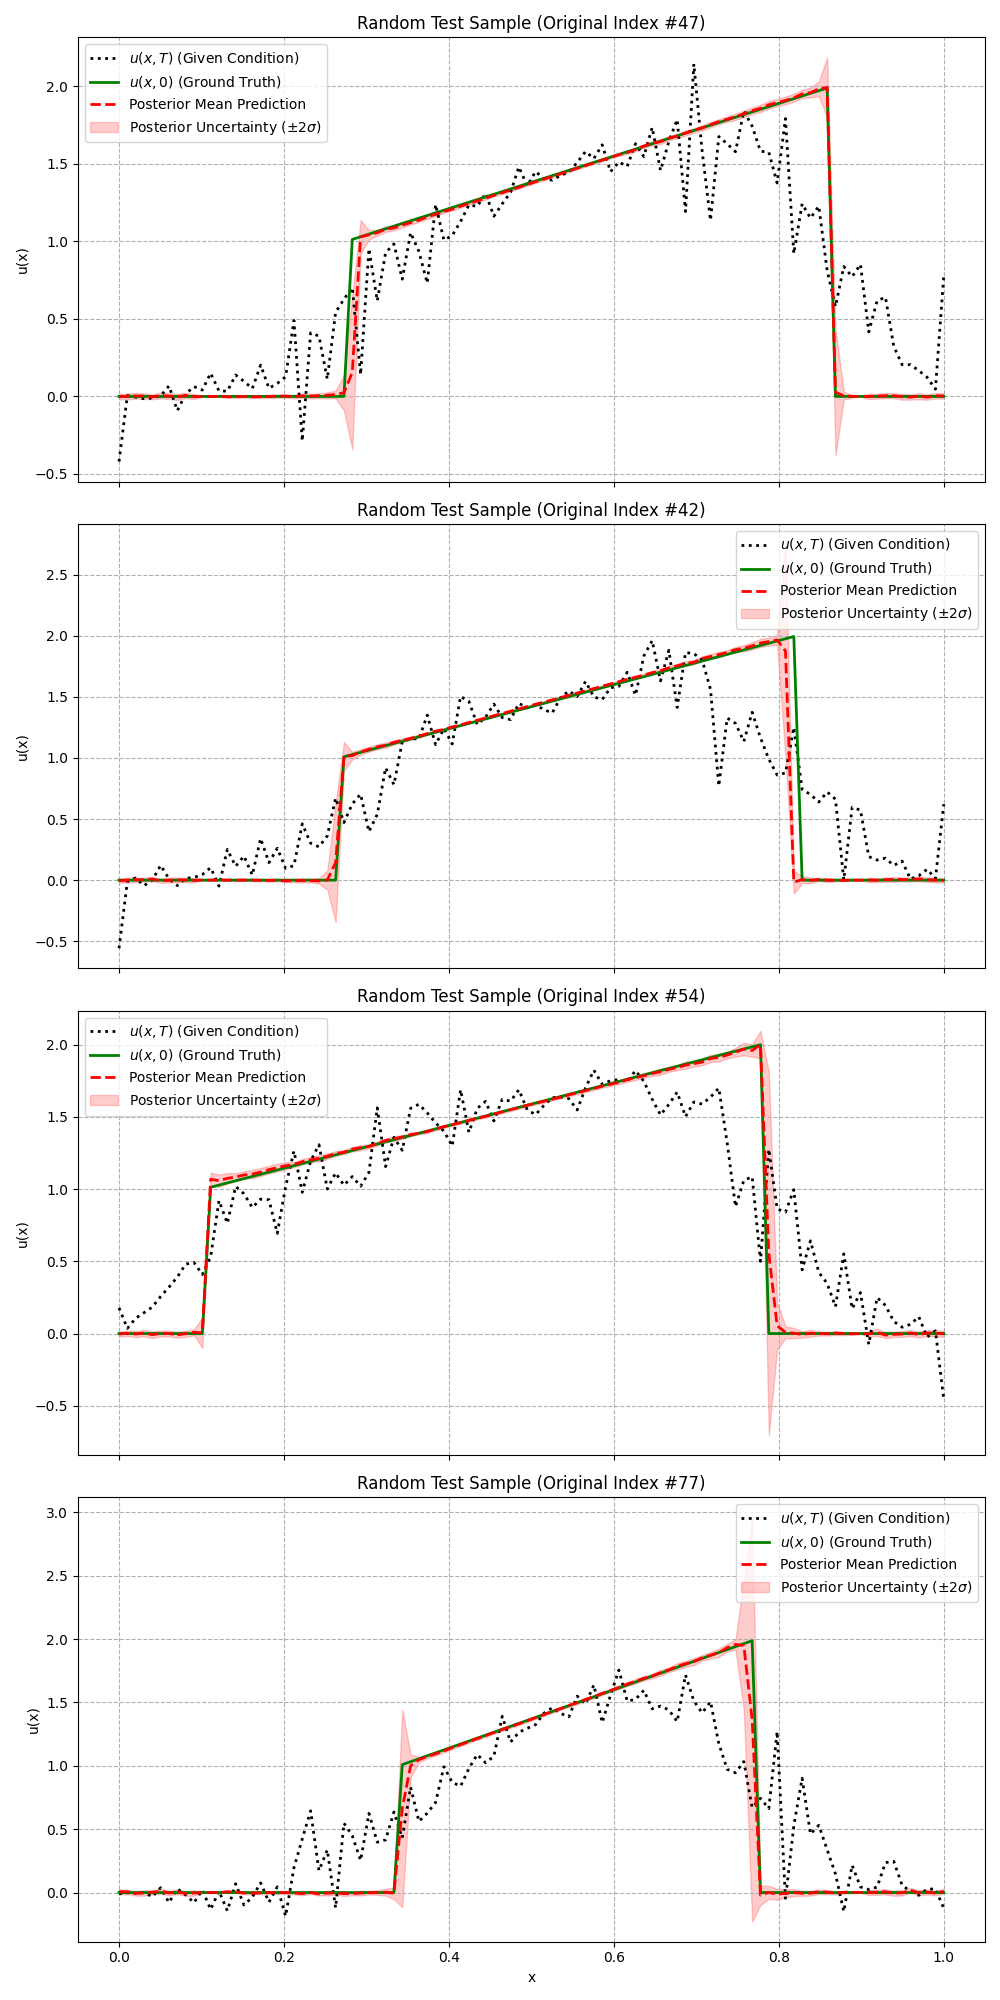 Random Test Sample (Original Index #47)
u(x, T) (Given Condition)
u(x, 0) (Ground Truth)
Posterior Mean Prediction
Posterior Uncertainty (±2σ)
2.0
1.5
1.0
0.5
0.0
−0.5
u(x)
Random Test Sample (Original Index #42)
u(x, T) (Given Condition)
u(x, 0) (Ground Truth)
Posterior Mean Prediction
Posterior Uncertainty (±2σ)
2.5
2.0
1.5
1.0
0.5
0.0
−0.5
u(x)
Random Test Sample (Original Index #54)
u(x, T) (Given Condition)
u(x, 0) (Ground Truth)
Posterior Mean Prediction
Posterior Uncertainty (±2σ)
2.0
1.5
1.0
0.5
0.0
−0.5
u(x)
Random Test Sample (Original Index #77)
u(x, T) (Given Condition)
u(x, 0) (Ground Truth)
Posterior Mean Prediction
Posterior Uncertainty (±2σ)
3.0
2.5
2.0
1.5
1.0
0.5
0.0
u(x)
0.0 0.2 0.4 0.6 0.8 1.0
x